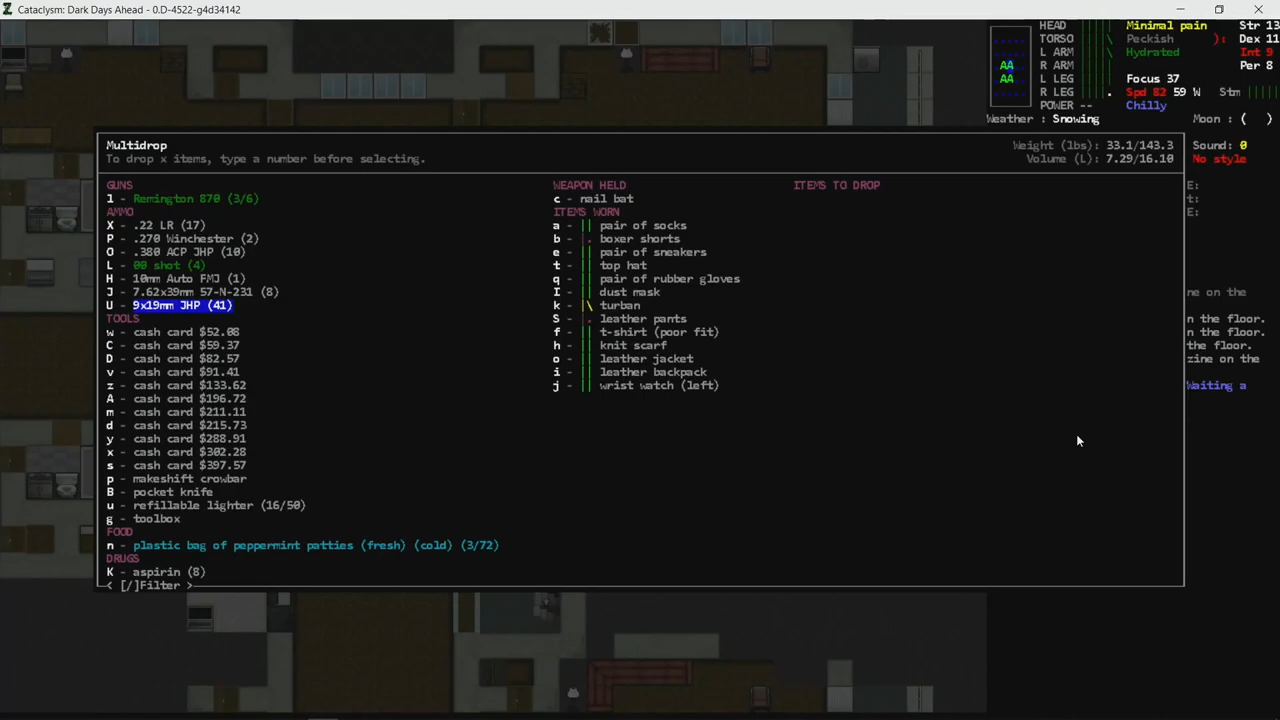 Cataclysm: Dark Days Ahead - 0.D-4522-g4d34142
HEAD Minimal pain Str 13
TORSO Peckish ): Dex 11
L ARM Hydrated Int 9
R ARM Per 8
L LEG Focus 37
R LEG Spd 82 59 W Stm
POWER -- Chilly
Weather : Snowing Moon : ( )
Multidrop Weight (lbs): 33.1/143.3 Sound: 0
To drop x items, type a number before selecting. Volume (L): 7.29/16.10 No style
GUNS WEAPON HELD ITEMS TO DROP E:
l - Remington 870 (3/6) c - nail bat t:
AMMO ITEMS WORN E:
X - .22 LR (17) a - || pair of socks
P - .270 Winchester (2) b - |. boxer shorts
O - .380 ACP JHP (10) e - || pair of sneakers
L - 00 shot (4) t - || top hat
H - 10mm Auto FMJ (1) q - || pair of rubber gloves
J - 7.62x39mm 57-N-231 (8) I - || dust mask ne on the
U - 9x19mm JHP (41) k - |\ turban
TOOLS S - |. leather pants n the floor.
w - cash card $52.08 f - || t-shirt (poor fit) n the floor.
C - cash card $59.37 h - || knit scarf the floor.
D - cash card $82.57 o - || leather jacket zine on the
v - cash card $91.41 i - || leather backpack
z - cash card $133.62 j - || wrist watch (left) Waiting a
A - cash card $196.72
m - cash card $211.11
d - cash card $215.73
y - cash card $288.91
x - cash card $302.28
s - cash card $397.57
p - makeshift crowbar
B - pocket knife
u - refillable lighter (16/50)
g - toolbox
FOOD
n - plastic bag of peppermint patties (fresh) (cold) (3/72)
DRUGS
K - aspirin (8)
< [/]Filter >